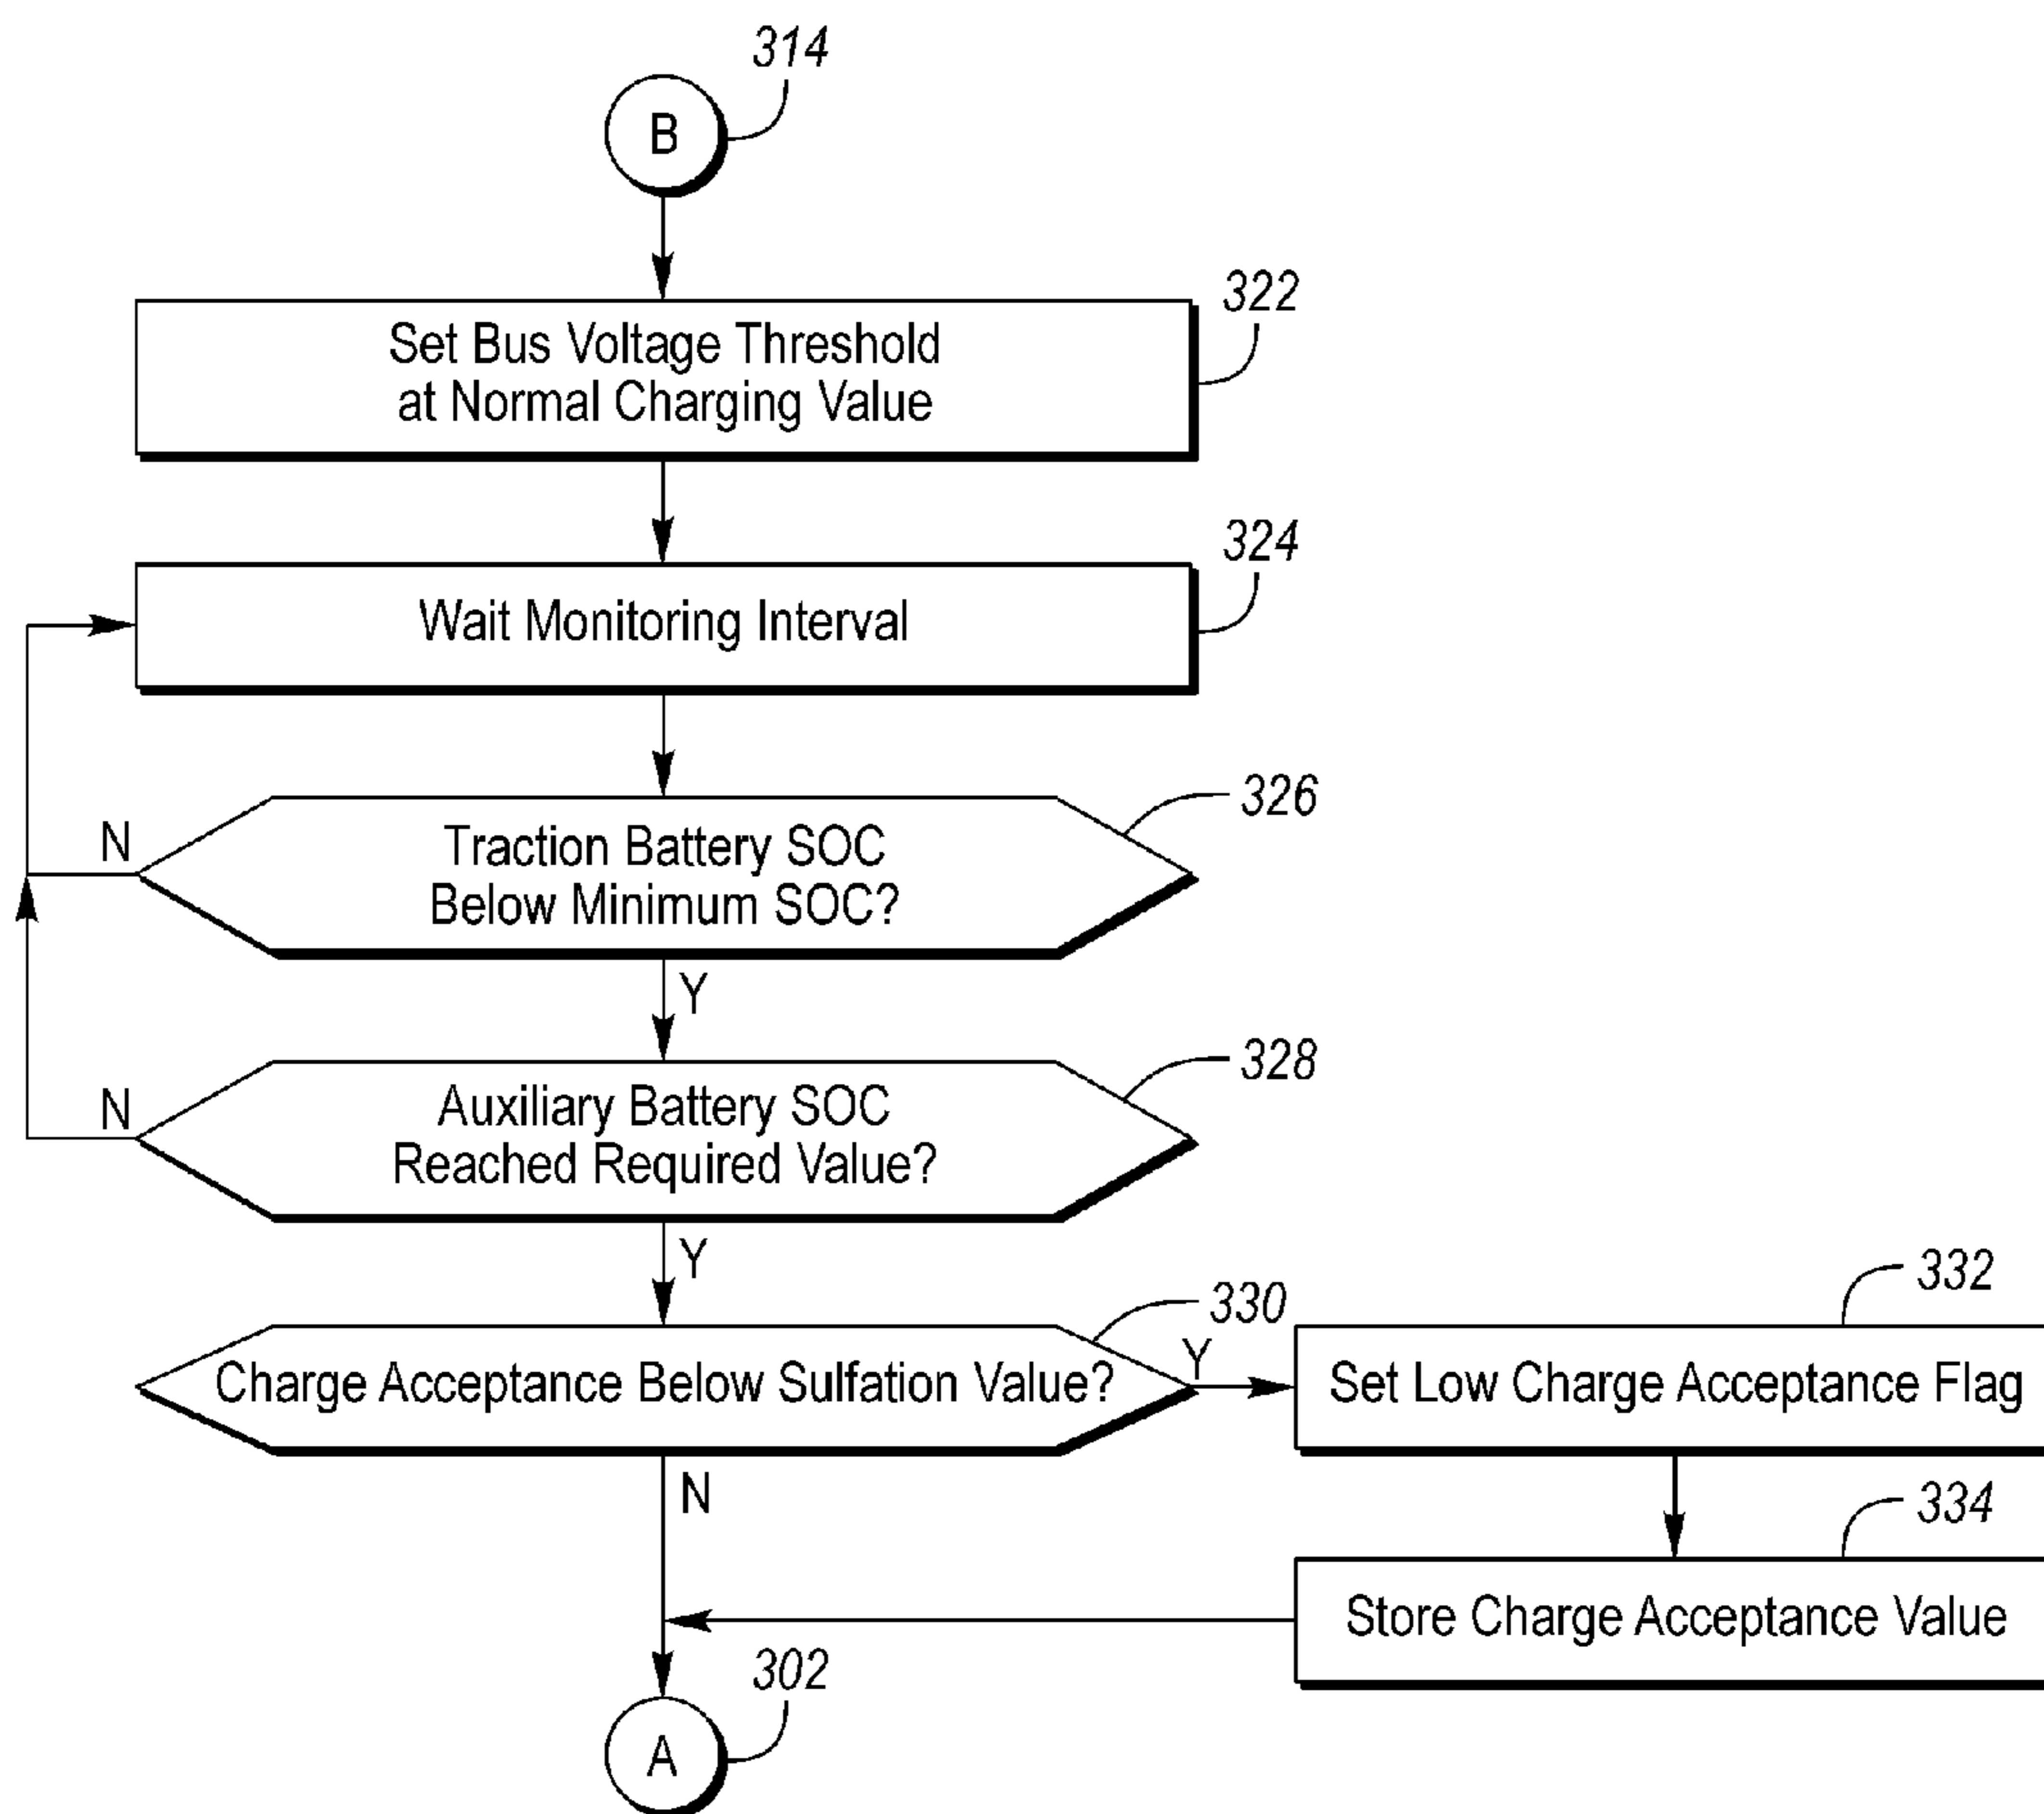 314
B
322
Set Bus Voltage Threshold
at Normal Charging Value
324
Wait Monitoring Interval
326
N
Traction Battery SOC
Below Minimum SOC?
Y
328
N
Auxiliary Battery SOC
Reached Required Value?
Y
330
332
Charge Acceptance Below Sulfation Value?
Y
Set Low Charge Acceptance Flag
N
334
Store Charge Acceptance Value
302
A